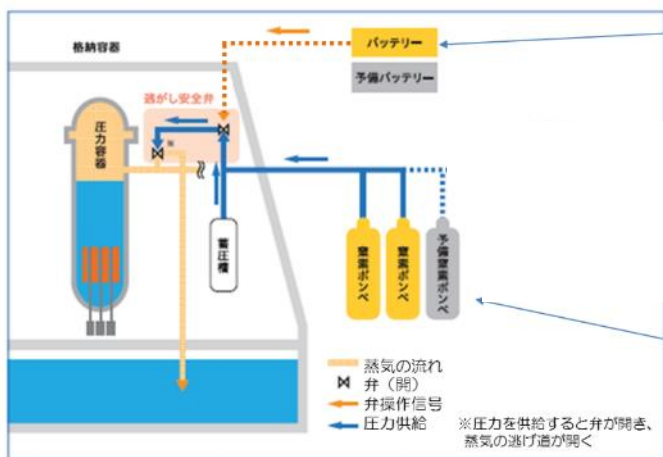 格納容器
バッテリー
予備バッテリー
逃がし安全弁
圧力容器
※
蓄圧槽
窒素ボンベ
窒素ボンベ
予備窒素ボンベ
蒸気の流れ
弁（開）
弁操作信号
圧力供給
※圧力を供給すると弁が開き、
蒸気の逃げ道が開く